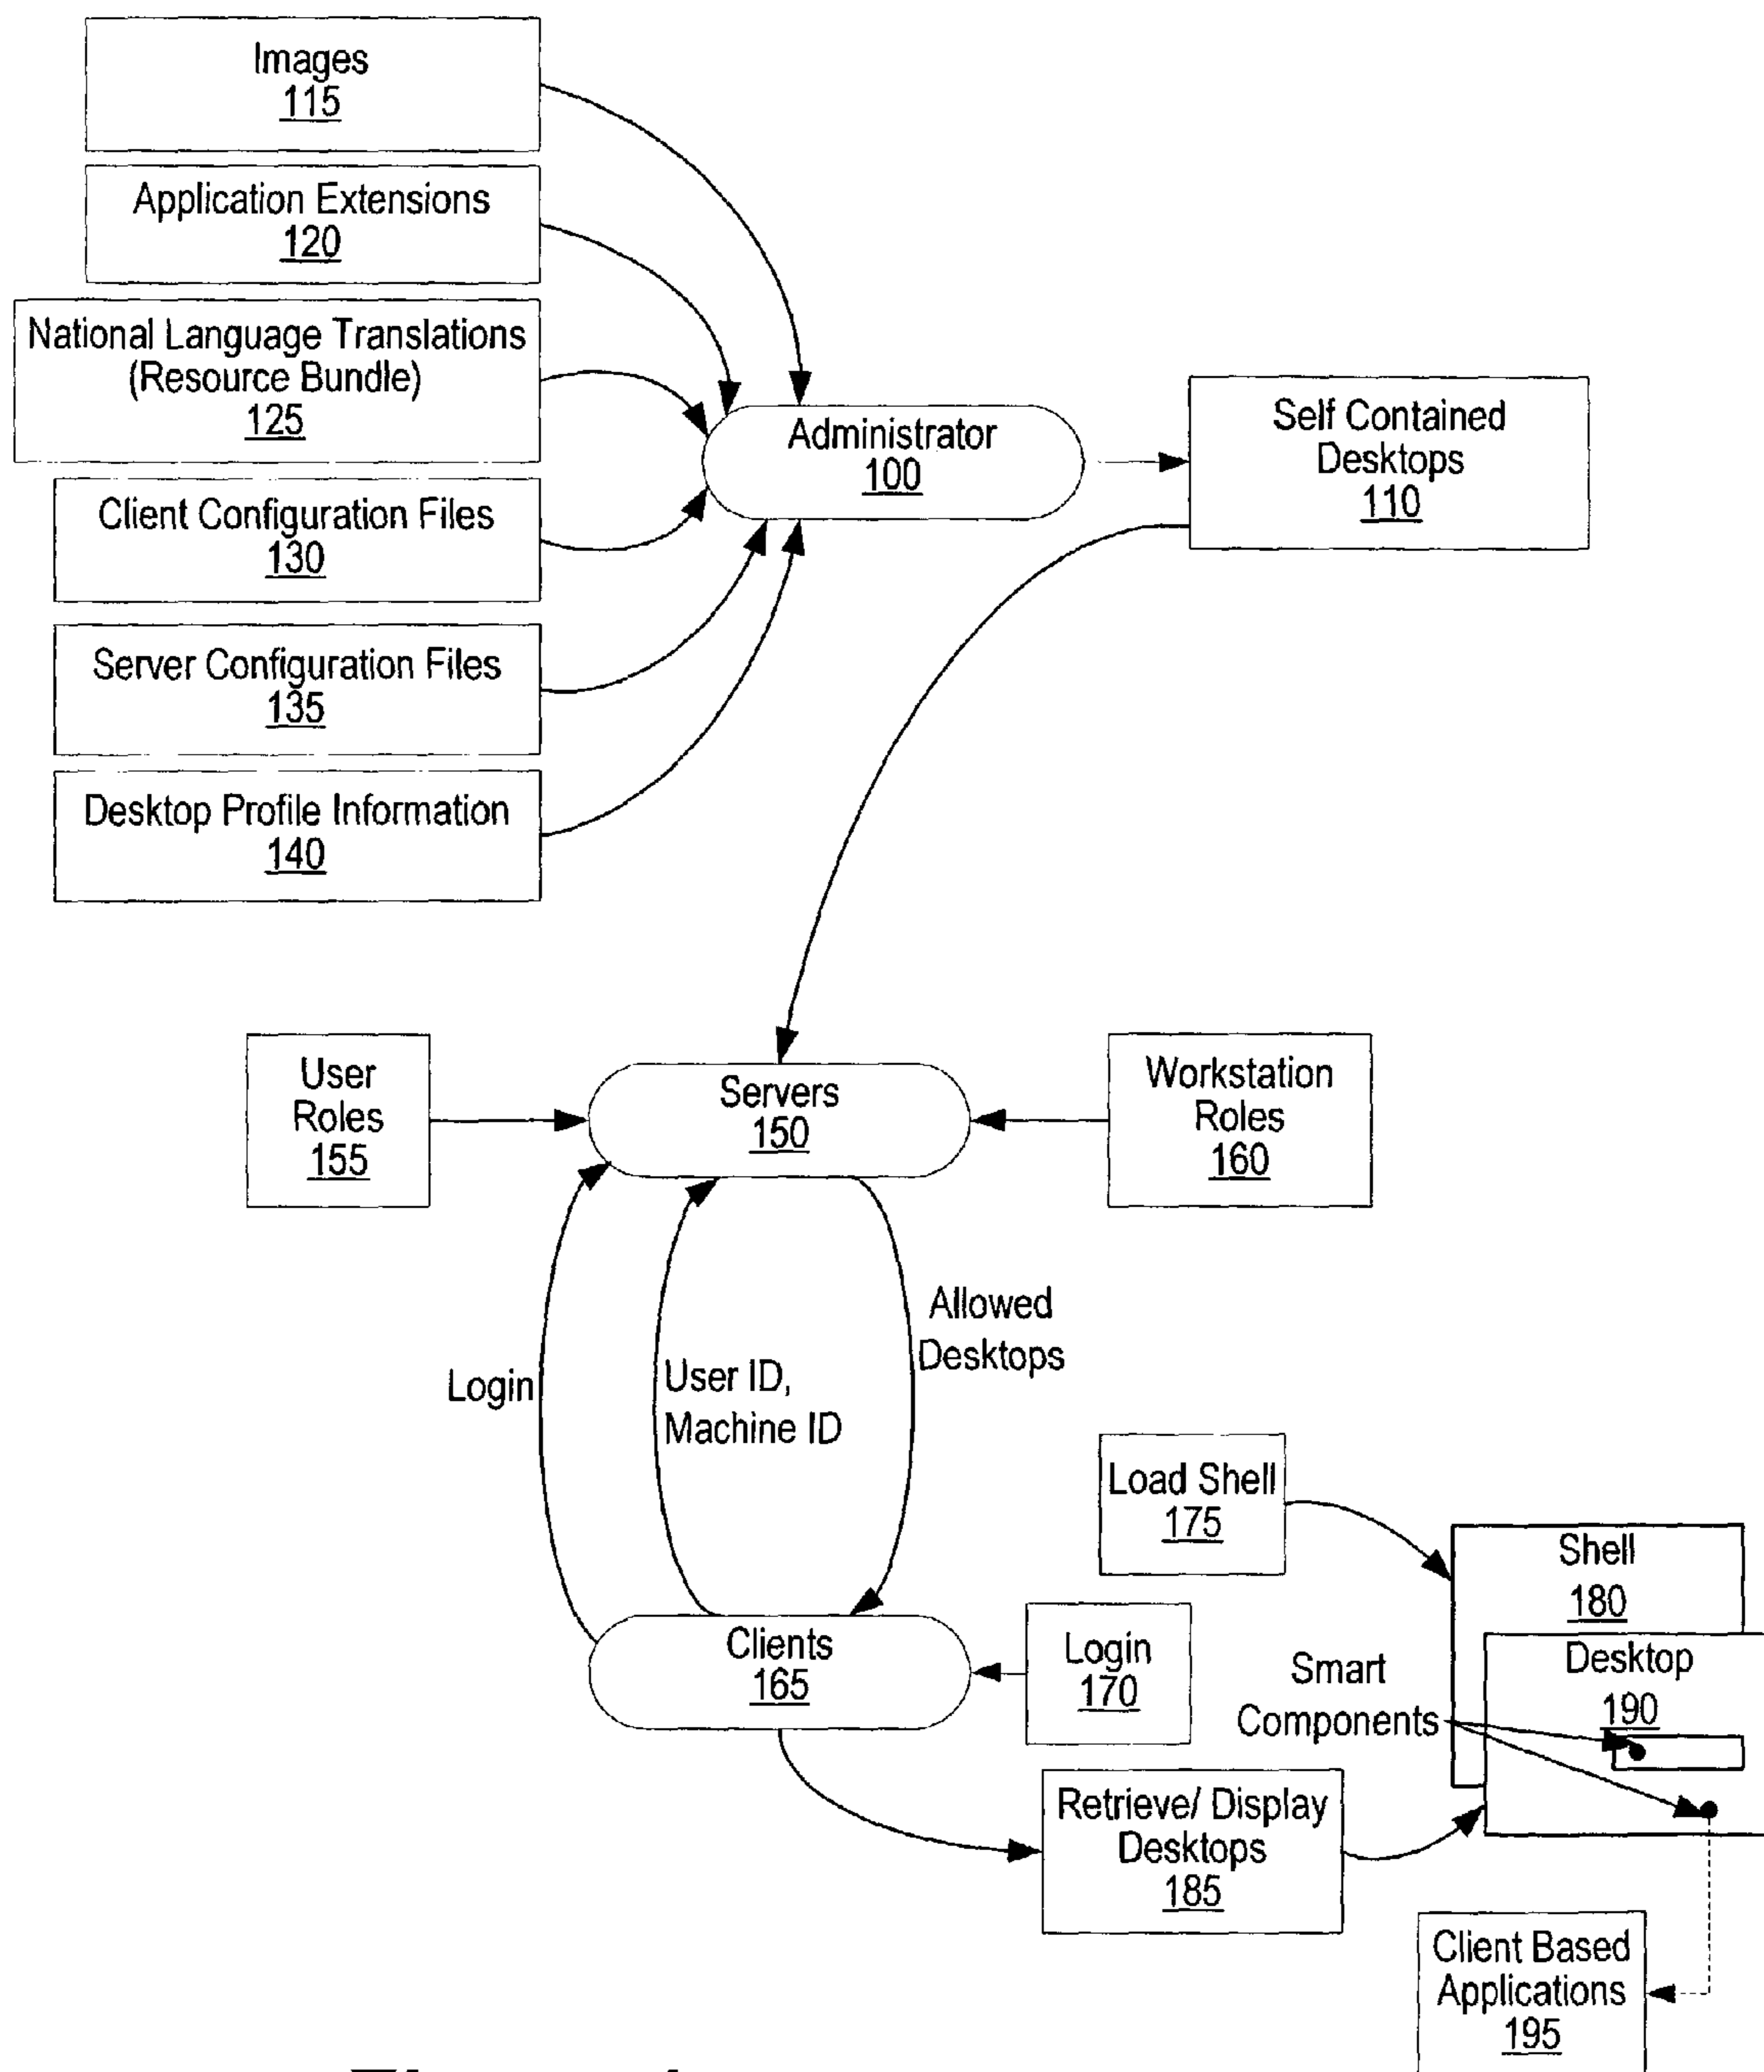 Images
115
Application Extensions
120
National Language Translations
(Resource Bundle)
125
Client Configuration Files
130
Server Configuration Files
135
Desktop Profile Information
140
Administrator
100
Self Contained
Desktops
110
User
Roles
155
Servers
150
Workstation
Roles
160
Login
User ID,
Machine ID
Allowed
Desktops
Load Shell
175
Shell
180
Clients
165
Login
170
Smart
Components
Desktop
190
Retrieve/ Display
Desktops
185
Client Based
Applications
195